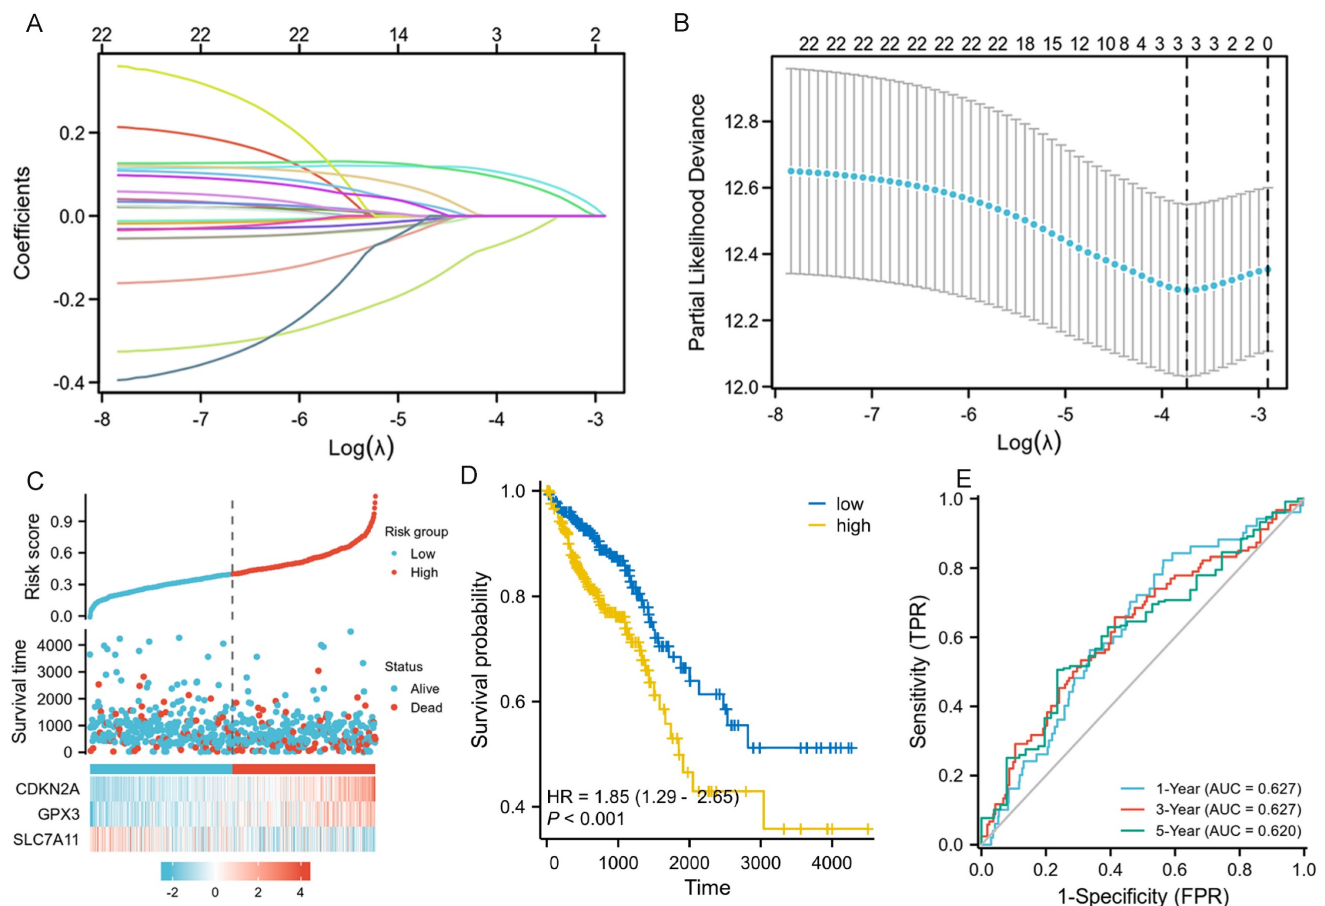 A
22 22 22 14 3 2
0.2
0.0
-0.2
-0.4
Coefficients
-8 -7 -6 -5 -4 -3
Log(λ)
B
22 22 22 22 22 22 22 22 18 15 12 10 8 4 3 3 3 2 2 0
12.8
12.6
12.4
12.2
12.0
Partial Likelihood Deviance
-8 -7 -6 -5 -4 -3
Log(λ)
C
Risk score
0.9
0.6
0.3
0.0
Risk group
Low
High
Survival time
4000
3000
2000
1000
0
Status
Alive
Dead
CDKN2A
GPX3
SLC7A11
-2 0 2 4
D
Survival probability
1.0
0.8
0.6
0.4
low
high
HR = 1.85 (1.29 - 2.65)
P < 0.001
0 1000 2000 3000 4000
Time
E
Sensitivity (TPR)
1.0
0.8
0.6
0.4
0.2
0.0
1-Year (AUC = 0.627)
3-Year (AUC = 0.627)
5-Year (AUC = 0.620)
0.0 0.2 0.4 0.6 0.8 1.0
1-Specificity (FPR)